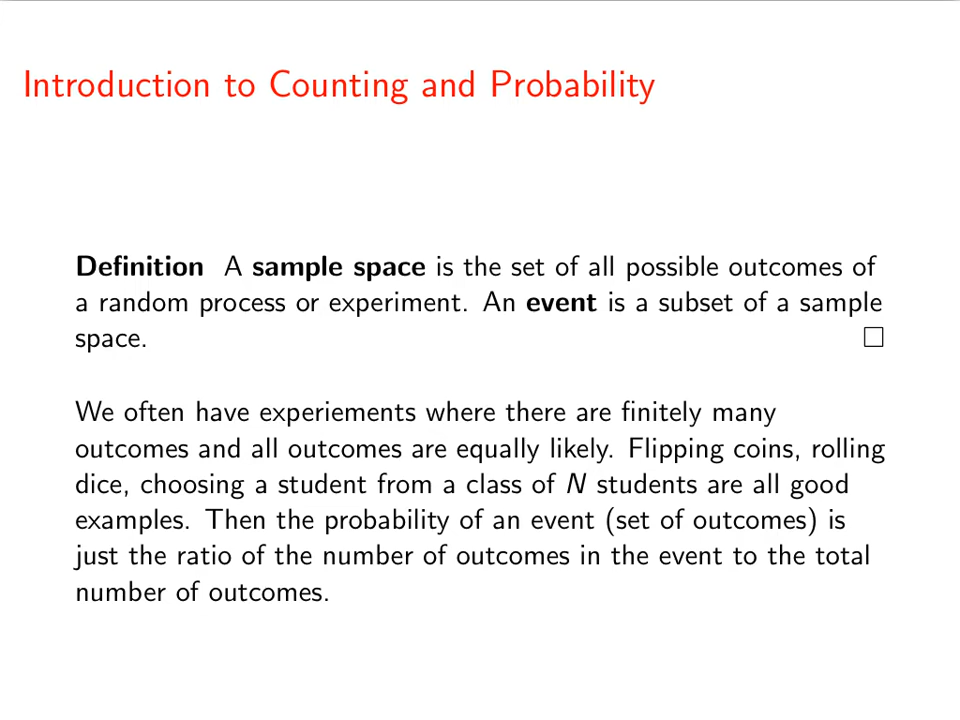 Introduction to Counting and Probability
Definition A sample space is the set of all possible outcomes of
a random process or experiment. An event is a subset of a sample
space. □
We often have experiements where there are finitely many
outcomes and all outcomes are equally likely. Flipping coins, rolling
dice, choosing a student from a class of N students are all good
examples. Then the probability of an event (set of outcomes) is
just the ratio of the number of outcomes in the event to the total
number of outcomes.